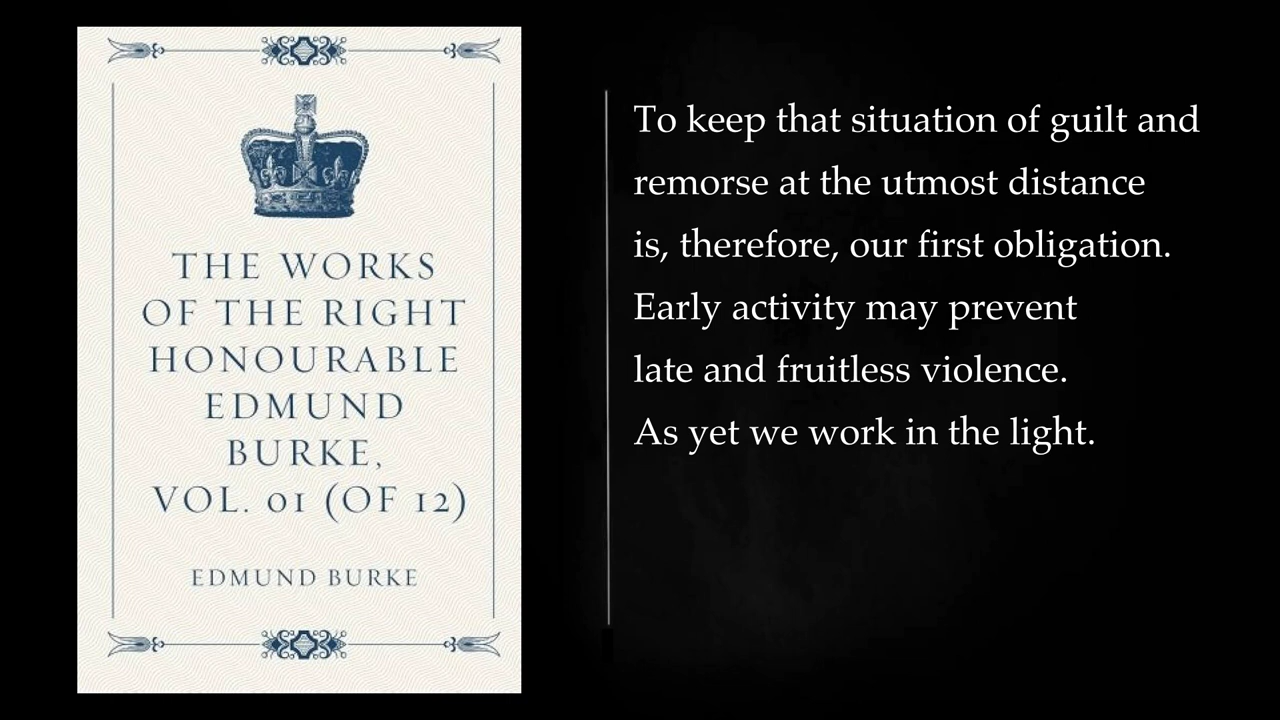 THE WORKS
OF THE RIGHT
HONOURABLE
EDMUND
BURKE,
VOL. 01 (OF 12)
EDMUND BURKE
To keep that situation of guilt and
remorse at the utmost distance
is, therefore, our first obligation.
Early activity may prevent
late and fruitless violence.
As yet we work in the light.